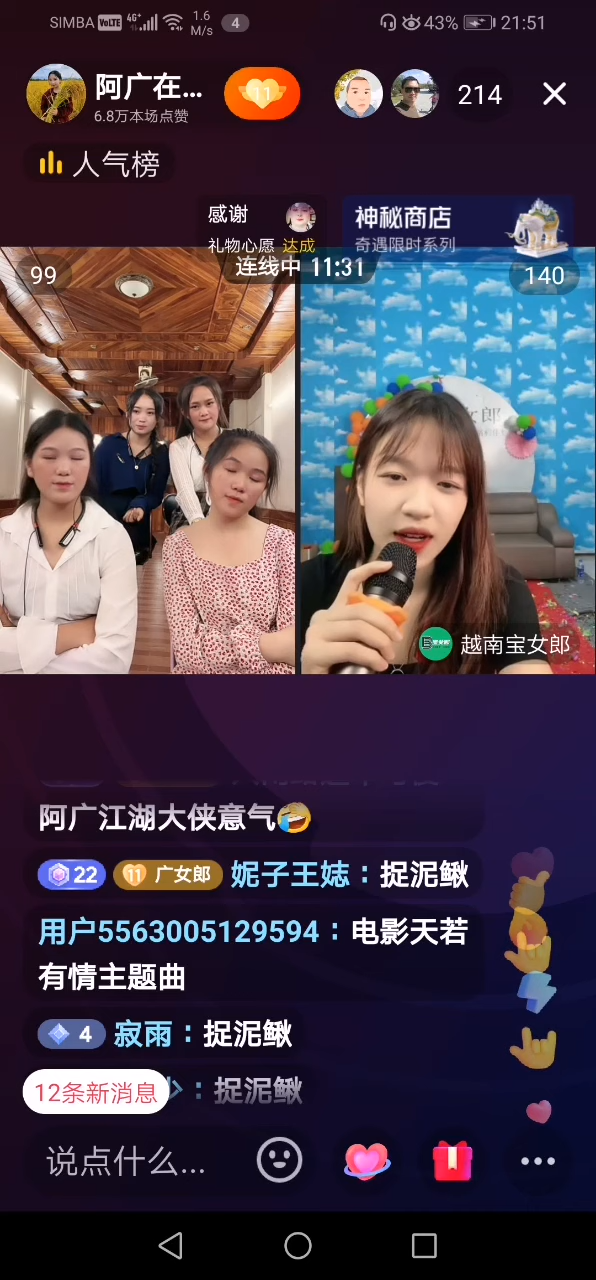 SIMBA VoLTE 4G+ 1.6 M/s 4 43% 21:51
阿广在... 11 214
6.8万本场点赞
人气榜
感谢 神秘商店
礼物心愿 达成 奇遇限时系列
连线中 11:31
99 140
女郎
越南宝女郎
阿广江湖大侠意气🤣
22 11 广女郎 妮子王娡：捉泥鳅
用户5563005129594：电影天若
有情主题曲
4 寂雨：捉泥鳅
12条新消息 少：捉泥鳅
说点什么...